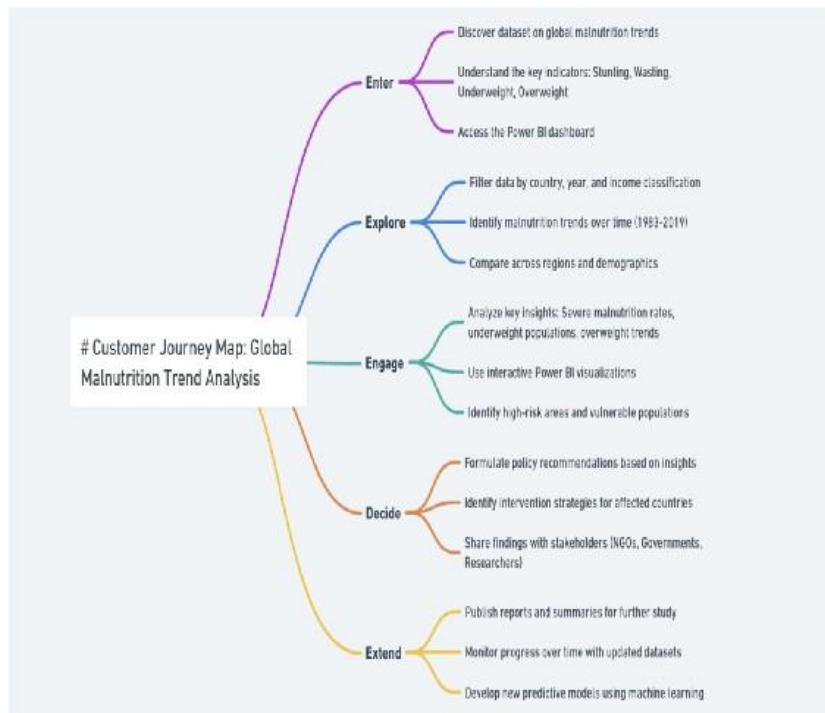 Discover dataset on global malnutrition trends
Enter
Understand the key indicators: Stunting, Wasting,
Underweight, Overweight
Access the Power BI dashboard
Filter data by country, year, and income classification
Explore
Identify malnutrition trends over time (1983-2019)
Compare across regions and demographics
# Customer Journey Map: Global
Malnutrition Trend Analysis
Analyze key insights: Severe malnutrition rates,
underweight populations, overweight trends
Engage
Use interactive Power BI visualizations
Identify high-risk areas and vulnerable populations
Formulate policy recommendations based on insights
Decide
Identify intervention strategies for affected countries
Share findings with stakeholders (NGOs, Governments,
Researchers)
Publish reports and summaries for further study
Extend
Monitor progress over time with updated datasets
Develop new predictive models using machine learning